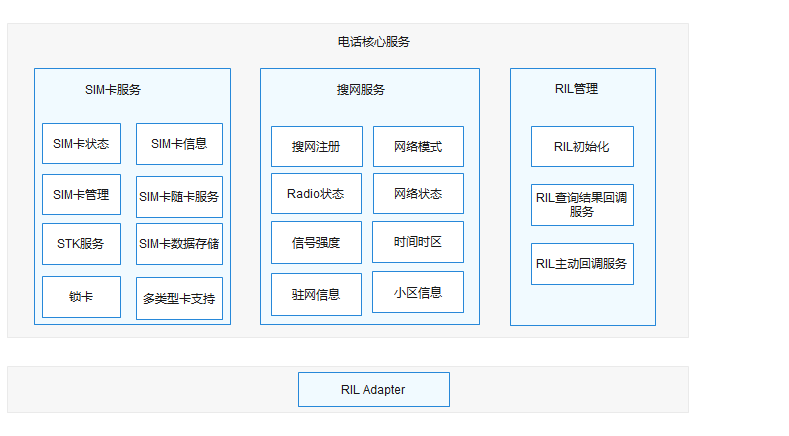 电话核心服务
SIM卡服务
SIM卡状态
SIM卡信息
SIM卡管理
SIM卡随卡服务
STK服务
SIM卡数据存储
锁卡
多类型卡支持
搜网服务
搜网注册
网络模式
Radio状态
网络状态
信号强度
时间时区
驻网信息
小区信息
RIL管理
RIL初始化
RIL查询结果回调
服务
RIL主动回调服务
RIL Adapter